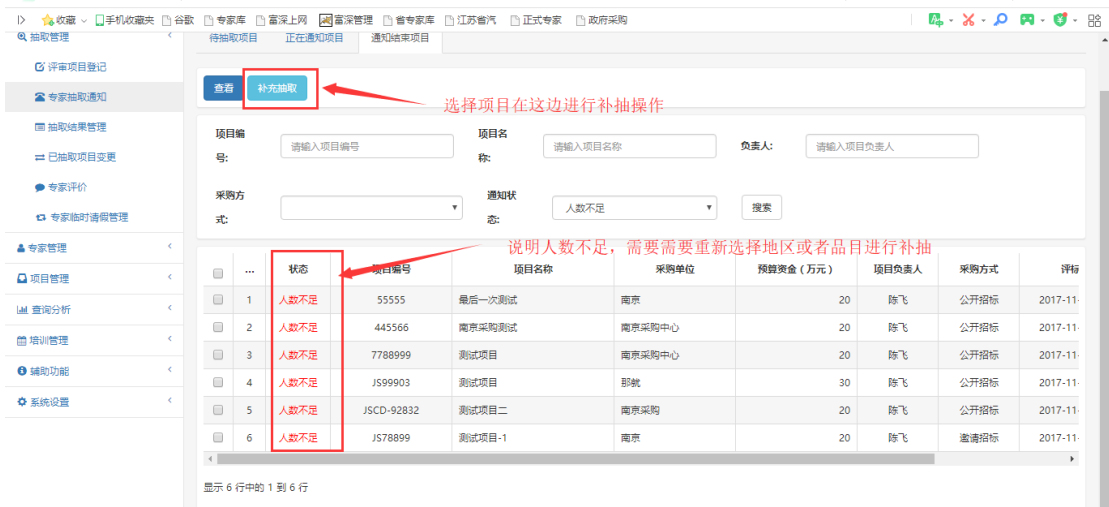 收藏 手机收藏夹 谷歌 专家库 富深上网 富深管理 省专家库 江苏省汽 正式专家 政府采购
抽取管理
待抽取项目 正在通知项目 通知结束项目
评审项目登记
专家抽取通知
抽取结果管理
已抽取项目变更
专家评价
专家临时请假管理
专家管理
项目管理
查询分析
培训管理
辅助功能
系统设置
查看 补充抽取
选择项目在这边进行补抽操作
项目编号: 请输入项目编号 项目名称: 请输入项目名称 负责人: 请输入项目负责人
采购方式: 通知状态: 人数不足 搜索
说明人数不足，需要需要重新选择地区或者品目进行补抽
... 状态 项目编号 项目名称 采购单位 预算资金（万元） 项目负责人 采购方式 评标
1 人数不足 55555 最后一次测试 南京 20 陈飞 公开招标 2017-11-
2 人数不足 445566 南京采购测试 南京采购中心 20 陈飞 公开招标 2017-11-
3 人数不足 7788999 测试项目 南京采购中心 20 陈飞 公开招标 2017-11-
4 人数不足 JS99903 测试项目 那就 30 陈飞 公开招标 2017-11-
5 人数不足 JSCD-92832 测试项目二 南京采购 20 陈飞 公开招标 2017-11-
6 人数不足 JS78899 测试项目-1 南京 20 陈飞 邀请招标 2017-11-
显示 6 行中的 1 到 6 行